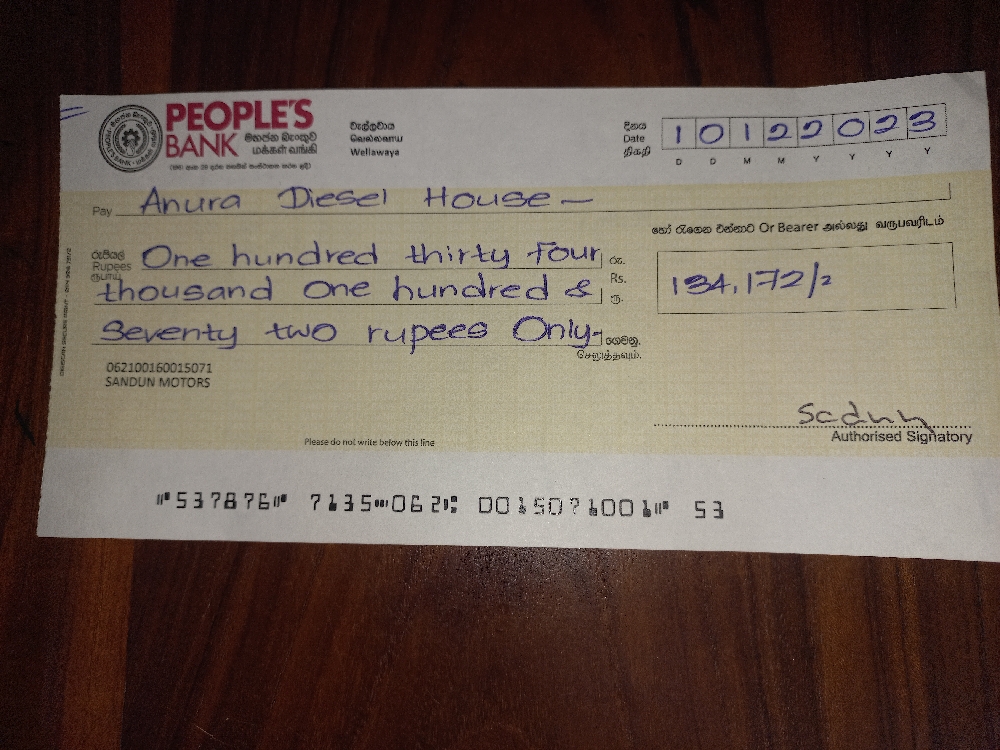 PEOPLE'S
BANK මහජන බැංකුව
மக்கள் வங்கி
වැල්ලවාය
வெல்லவாய
Wellawaya
දිනය
Date
திகதி
10122023
D D M M Y Y Y Y
Pay Anura Diesel House —
හෝ රැගෙන එන්නාට Or Bearer அல்லது வருபவரிடம்
රුපියල්
Rupees
ரூபாய்
One hundred thirty Four රු.
thousand one hundred & Rs.
ரூ.
Seventy two rupees Only- ගෙවනු.
செலுத்தவும்.
134,172/=
062100160015071
SANDUN MOTORS
Authorised Signatory
Please do not write below this line
⑈537876⑈ 7135⑉062⑆ 0015071001⑈ 53